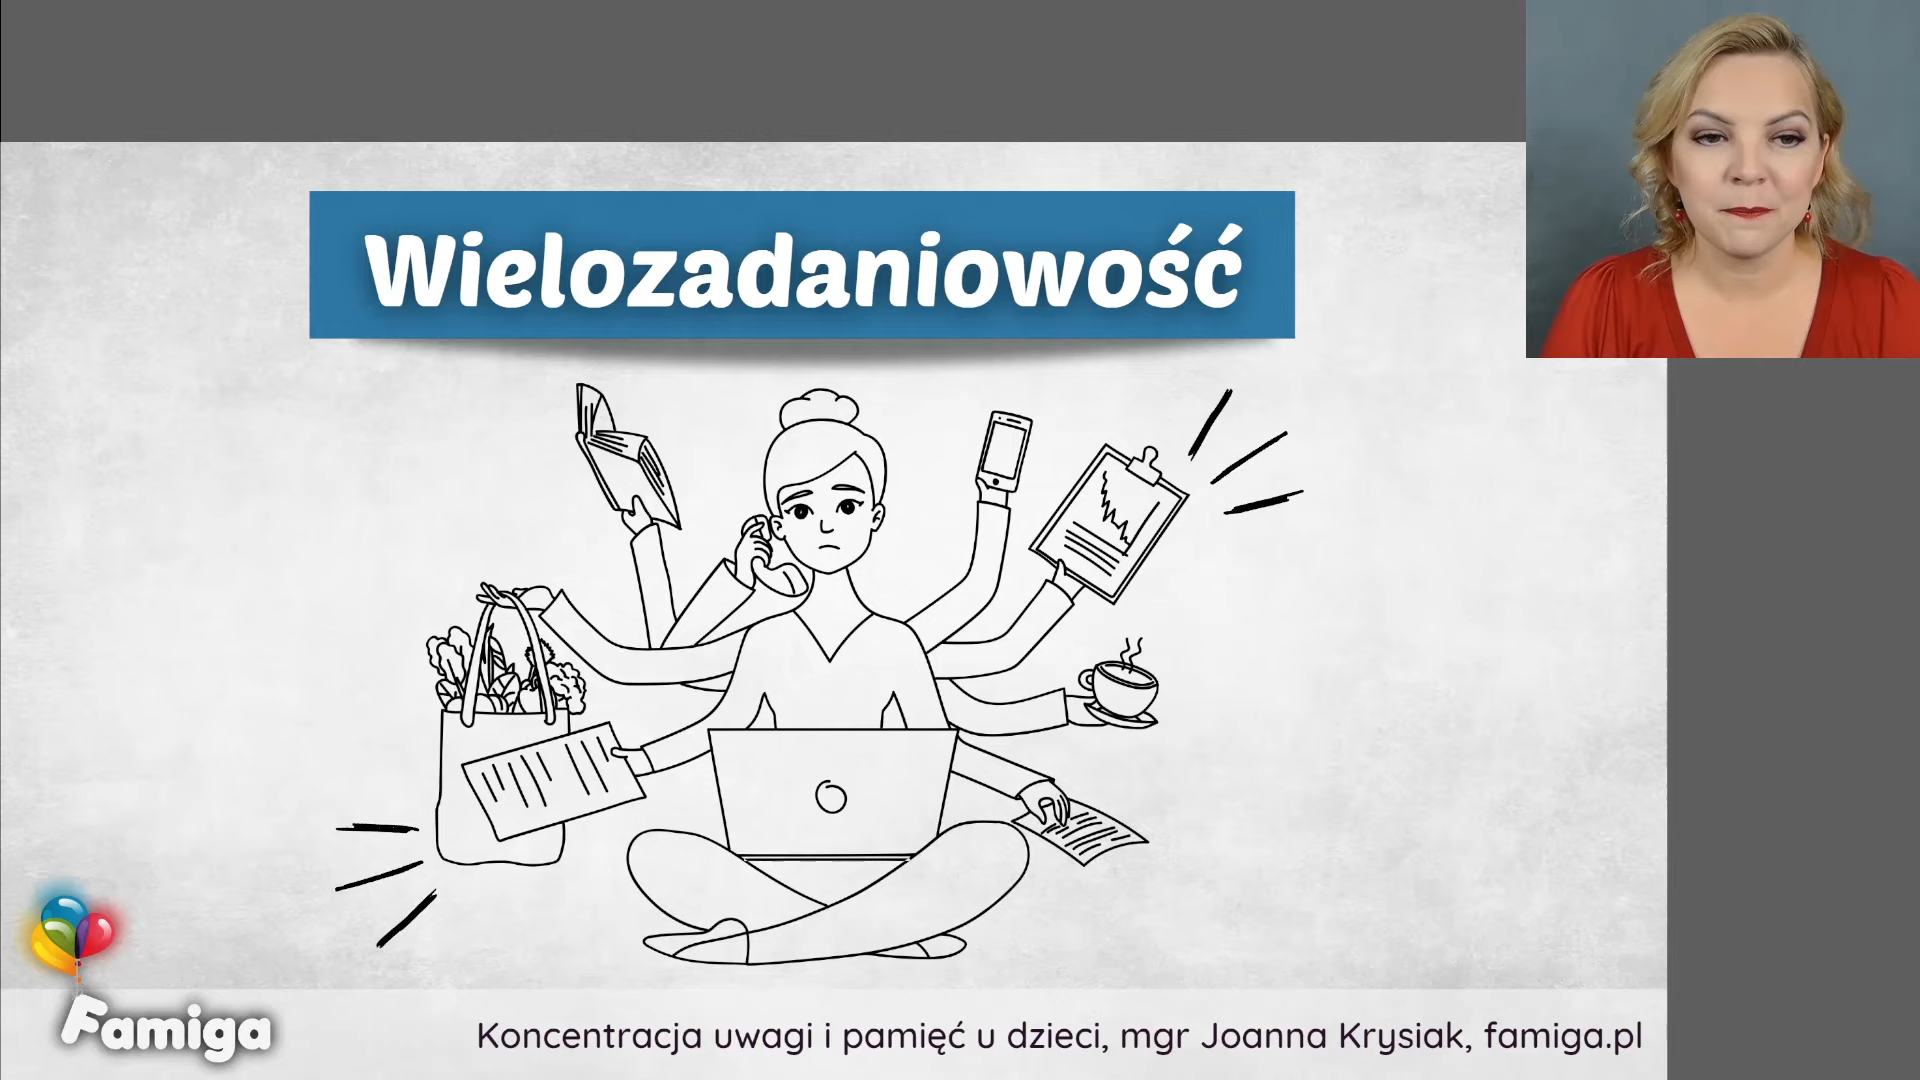 Wielozadaniowość
Famiga
Koncentracja uwagi i pamięć u dzieci, mgr Joanna Krysiak, famiga.pl